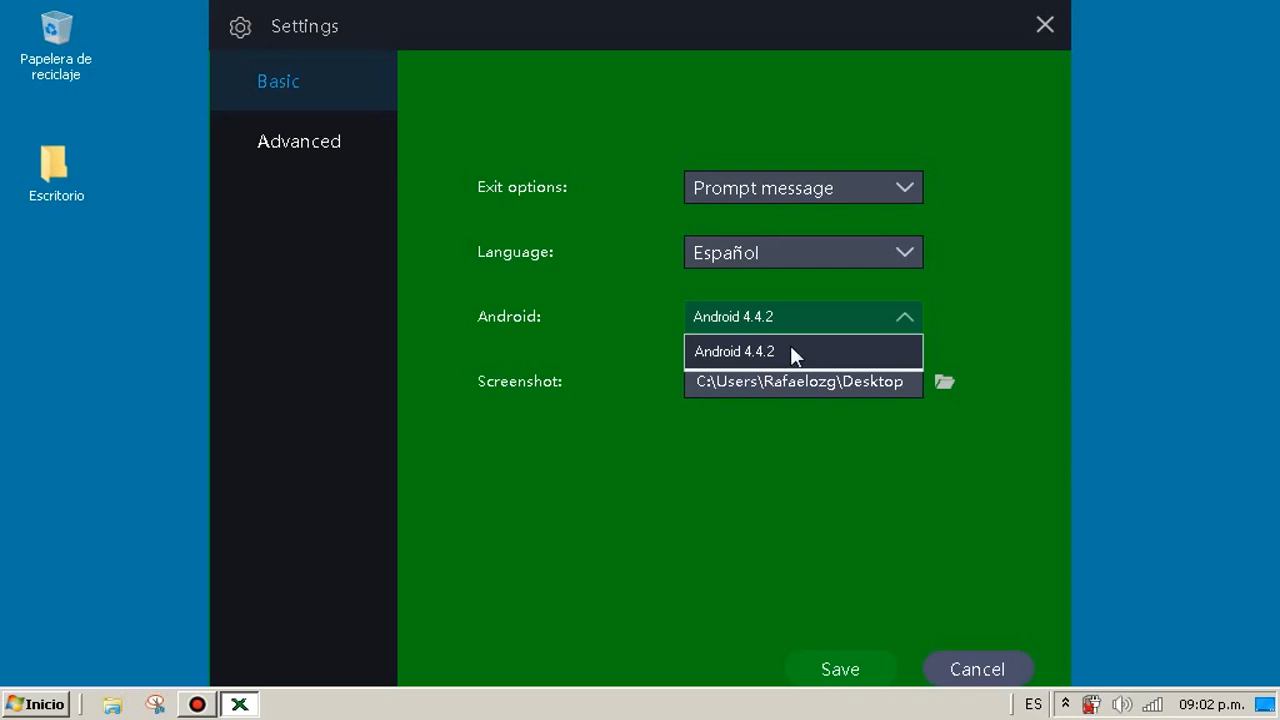 Settings
Papelera de
reciclaje
Escritorio
Basic
Advanced
Exit options:
Prompt message
Language:
Español
Android:
Android 4.4.2
Android 4.4.2
Screenshot:
C:\Users\Rafaelozg\Desktop
Save
Cancel
Inicio
ES
09:02 p.m.